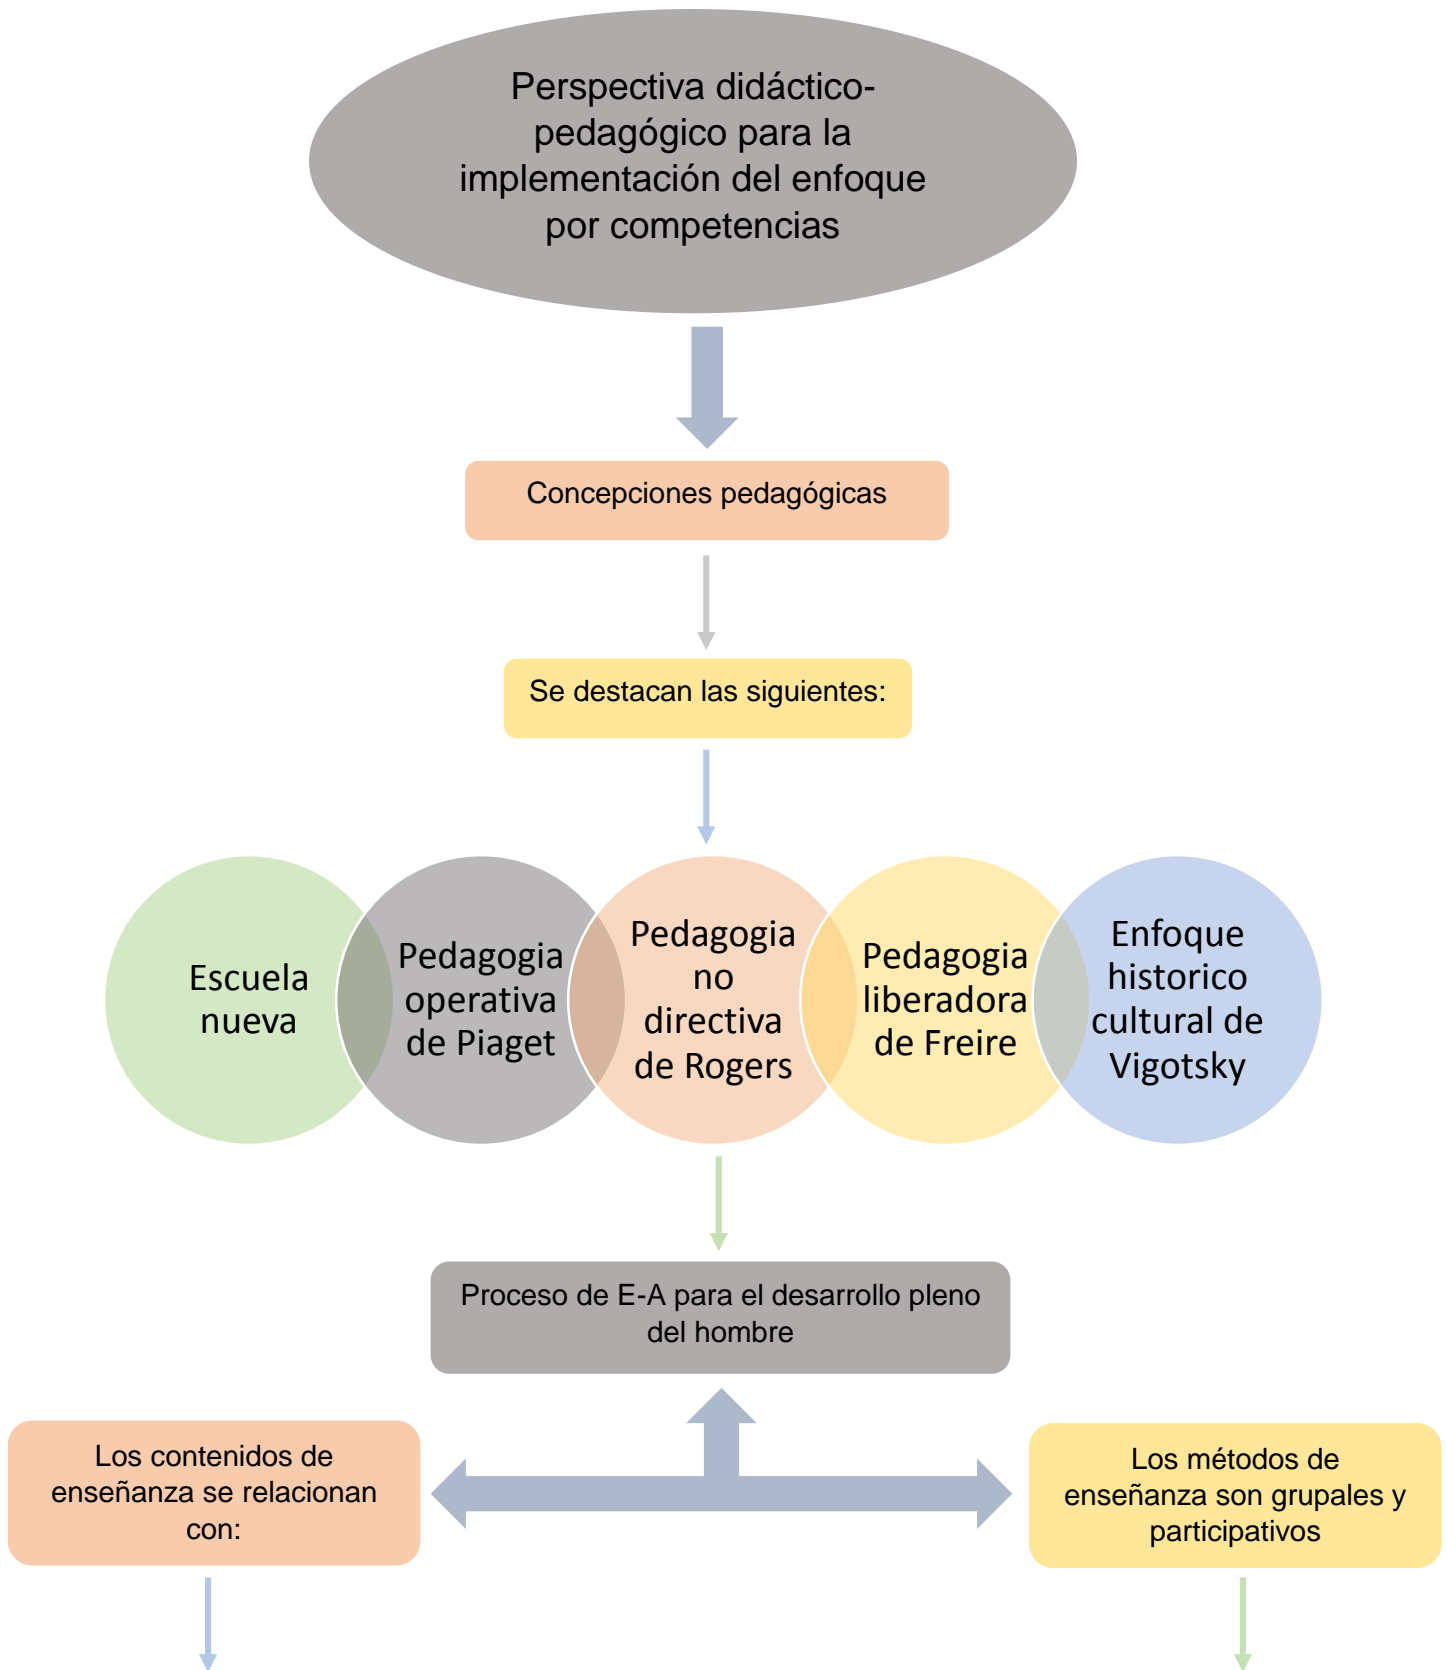 Perspectiva didáctico-
pedagógico para la
implementación del enfoque
por competencias
Concepciones pedagógicas
Se destacan las siguientes:
Escuela
nueva
Pedagogia
operativa
de Piaget
Pedagogia
no
directiva
de Rogers
Pedagogia
liberadora
de Freire
Enfoque
historico
cultural de
Vigotsky
Proceso de E-A para el desarrollo pleno
del hombre
Los contenidos de
enseñanza se relacionan
con:
Los métodos de
enseñanza son grupales y
participativos